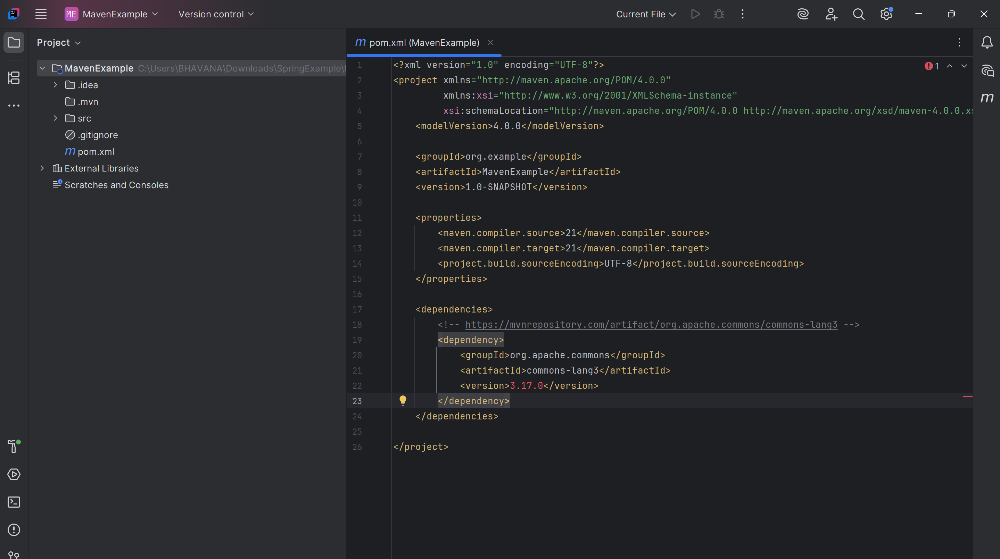 ME MavenExample Version control Current File
Project
MavenExample C:\Users\BHAVANA\Downloads\SpringExample\
.idea
.mvn
src
.gitignore
pom.xml
External Libraries
Scratches and Consoles
pom.xml (MavenExample)
1
1 <?xml version="1.0" encoding="UTF-8"?>
2 <project xmlns="http://maven.apache.org/POM/4.0.0"
3 xmlns:xsi="http://www.w3.org/2001/XMLSchema-instance"
4 xsi:schemaLocation="http://maven.apache.org/POM/4.0.0 http://maven.apache.org/xsd/maven-4.0.0.x
5 <modelVersion>4.0.0</modelVersion>
6
7 <groupId>org.example</groupId>
8 <artifactId>MavenExample</artifactId>
9 <version>1.0-SNAPSHOT</version>
10
11 <properties>
12 <maven.compiler.source>21</maven.compiler.source>
13 <maven.compiler.target>21</maven.compiler.target>
14 <project.build.sourceEncoding>UTF-8</project.build.sourceEncoding>
15 </properties>
16
17 <dependencies>
18 <!-- https://mvnrepository.com/artifact/org.apache.commons/commons-lang3 -->
19 <dependency>
20 <groupId>org.apache.commons</groupId>
21 <artifactId>commons-lang3</artifactId>
22 <version>3.17.0</version>
23 </dependency>
24 </dependencies>
25
26 </project>